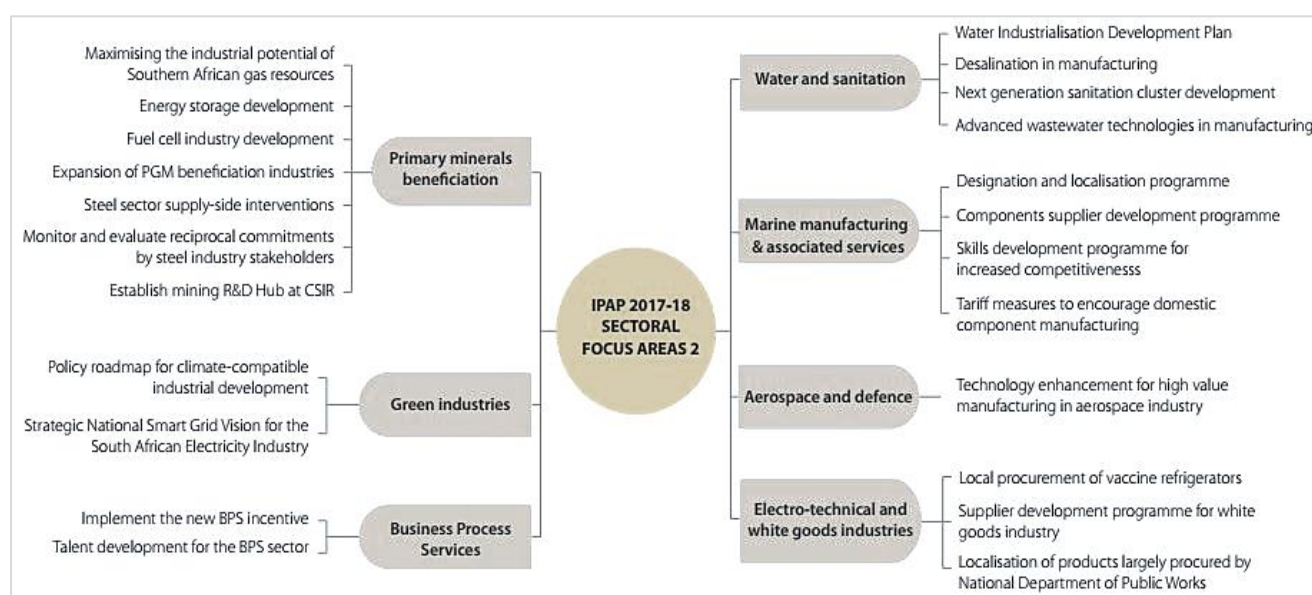 Maximising the industrial potential of
Southern African gas resources
Energy storage development
Fuel cell industry development
Expansion of PGM beneficiation industries
Steel sector supply-side interventions
Monitor and evaluate reciprocal commitments
by steel industry stakeholders
Establish mining R&D Hub at CSIR
Primary minerals
beneficiation
Policy roadmap for climate-compatible
industrial development
Strategic National Smart Grid Vision for the
South African Electricity Industry
Green industries
Implement the new BPS incentive
Talent development for the BPS sector
Business Process
Services
IPAP 2017-18
SECTORAL
FOCUS AREAS 2
Water and sanitation
Water Industrialisation Development Plan
Desalination in manufacturing
Next generation sanitation cluster development
Advanced wastewater technologies in manufacturing
Marine manufacturing
& associated services
Designation and localisation programme
Components supplier development programme
Skills development programme for
increased competitivenesss
Tariff measures to encourage domestic
component manufacturing
Aerospace and defence
Technology enhancement for high value
manufacturing in aerospace industry
Electro-technical and
white goods industries
Local procurement of vaccine refrigerators
Supplier development programme for white
goods industry
Localisation of products largely procured by
National Department of Public Works